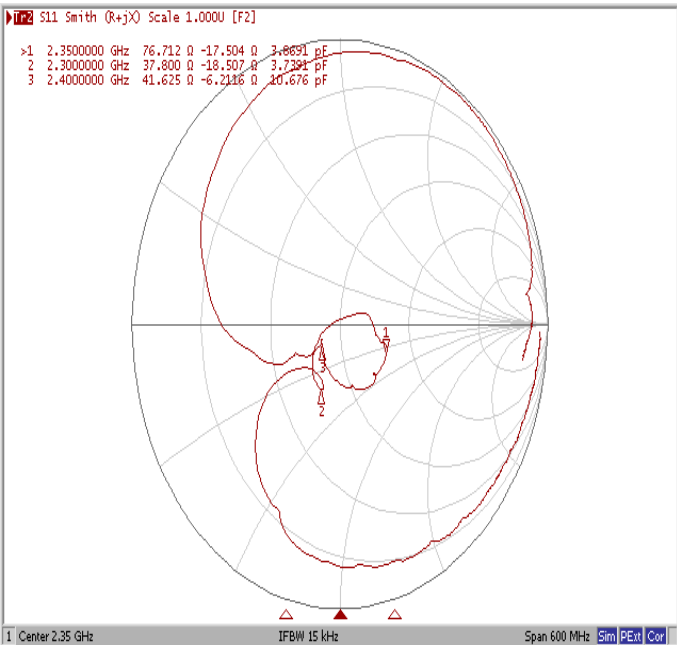 Tr2 S11 Smith (R+jX) Scale 1.000U [F2]
>1 2.3500000 GHz 76.712 Ω -17.504 Ω 3.8691 pF
2 2.3000000 GHz 37.800 Ω -18.507 Ω 3.7391 pF
3 2.4000000 GHz 41.625 Ω -6.2116 Ω 10.676 pF
1
3
2
1 Center 2.35 GHz IFBW 15 kHz Span 600 MHz Sim PExt Cor